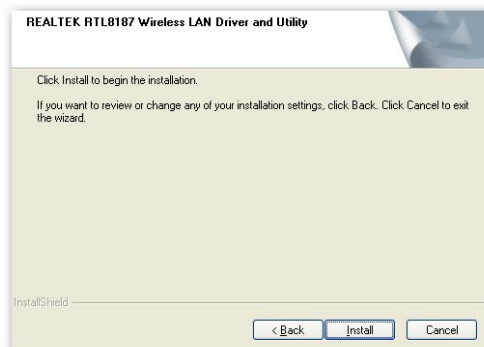 REALTEK RTL8187 Wireless LAN Driver and Utility
Click Install to begin the installation.
If you want to review or change any of your installation settings, click Back. Click Cancel to exit
the wizard.
InstallShield
< Back
Install
Cancel